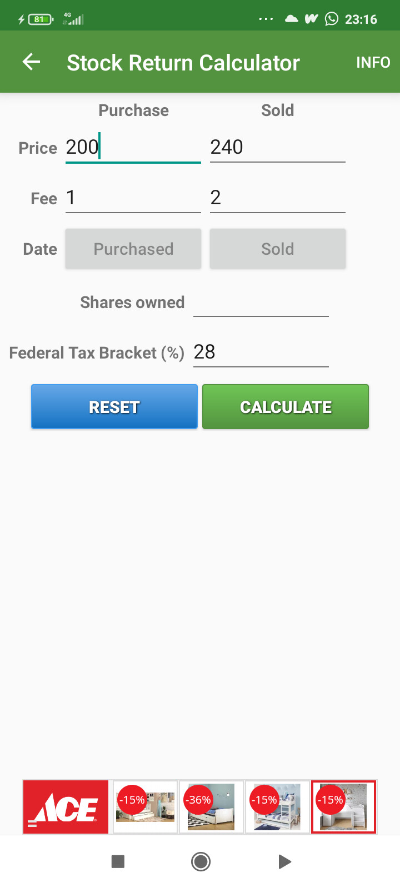 81 4G 23:16
Stock Return Calculator INFO
Purchase Sold
Price 200 240
Fee 1 2
Date Purchased Sold
Shares owned
Federal Tax Bracket (%) 28
RESET CALCULATE
ACE -15% -36% -15% -15%